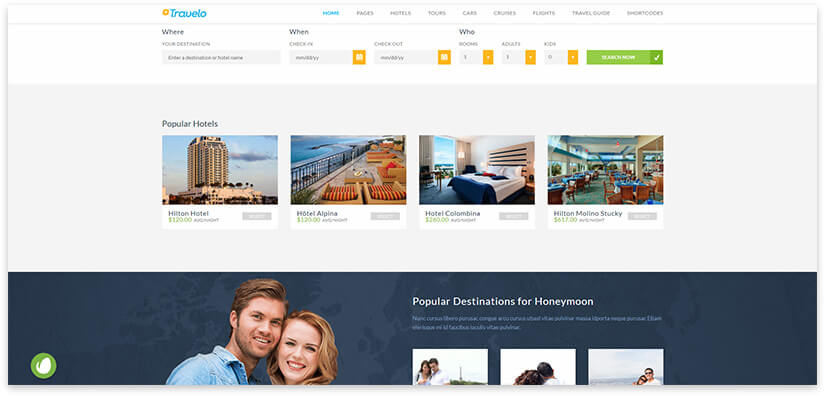 Travelo
HOME PAGES HOTELS TOURS CARS CRUISES FLIGHTS TRAVEL GUIDE SHORTCODES
Where When Who
YOUR DESTINATION CHECK-IN CHECK OUT ROOMS ADULTS KIDS
Enter a destination or hotel name mm/dd/yy mm/dd/yy 1 1 0 SEARCH NOW
Popular Hotels
Hilton Hotel Hôtel Alpina Hotel Colombina Hilton Molino Stucky
$120.00 AVG/NIGHT SELECT $120.00 AVG/NIGHT SELECT $260.00 AVG/NIGHT SELECT $617.00 AVG/NIGHT SELECT
Popular Destinations for Honeymoon
Nunc cursus libero purusac congue arcu cursus utsed vitae pulvinar massa idporta neque purusac Etiam
elerisque mi id faucibus iaculis vitae pulvinar.